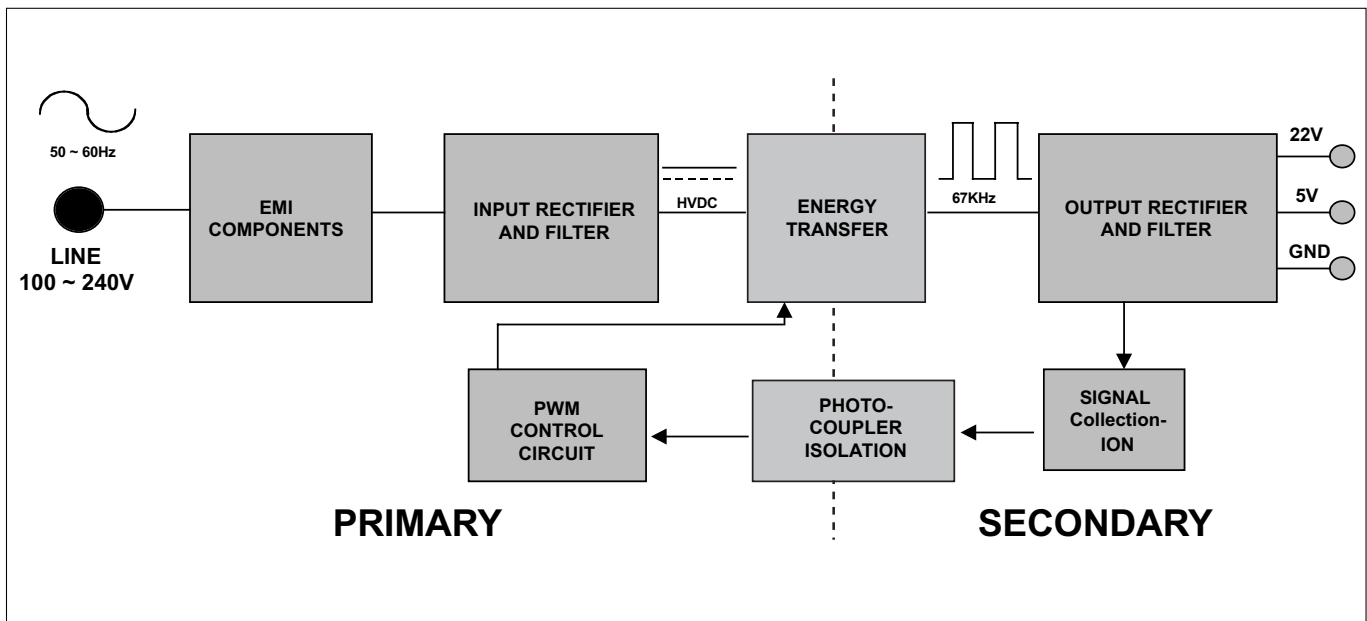 50 ~ 60Hz
LINE
100 ~ 240V
EMI
COMPONENTS
INPUT RECTIFIER
AND FILTER
HVDC
ENERGY
TRANSFER
67KHz
OUTPUT RECTIFIER
AND FILTER
22V
5V
GND
PWM
CONTROL
CIRCUIT
PHOTO-
COUPLER
ISOLATION
SIGNAL
Collection-
ION
PRIMARY
SECONDARY